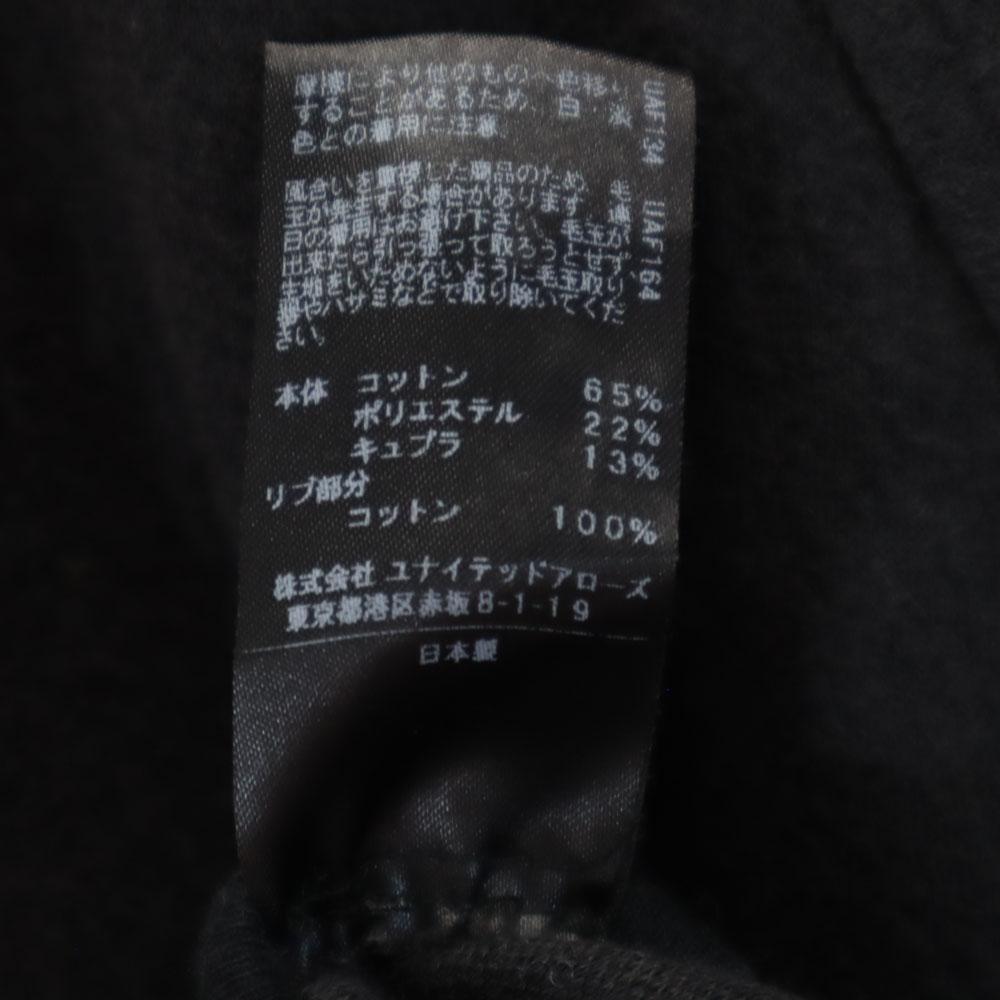 摩擦により他のものへ色移り
することがあるため、白・淡
色との着用に注意
風合いを重視した商品のため、毛
玉が発生する場合があります。連
日の着用はお避け下さい。毛玉が
出来たら引っ張って取ろうとせず、
生地をいためないように毛玉取り
機やハサミなどで取り除いてくだ
さい。
本体 コットン 65%
ポリエステル 22%
キュプラ 13%
リブ部分
コットン 100%
株式会社 ユナイテッドアローズ
東京都港区赤坂8-1-19
日本製
UAF134 UAF164